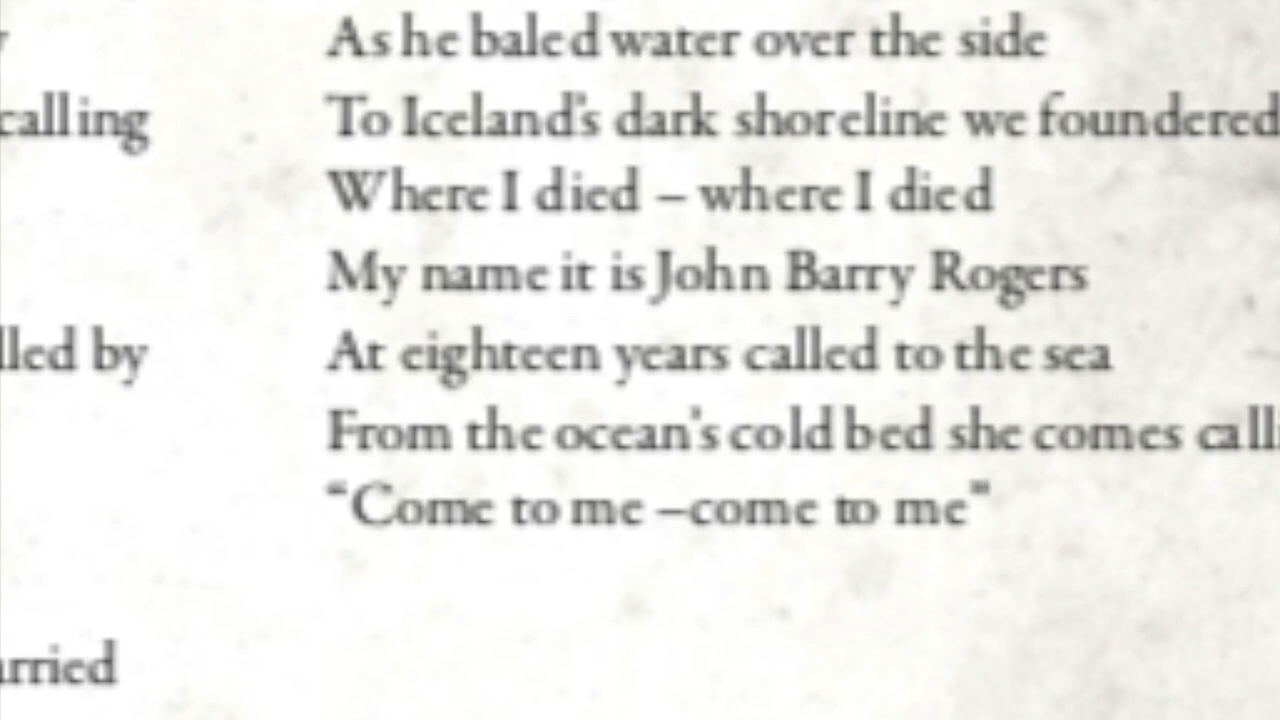 As he baled water over the side
calling
To Iceland's dark shoreline we foundered
Where I died – where I died
My name it is John Barry Rogers
by
At eighteen years called to the sea
From the ocean's cold bed she comes
“Come to me –come to me”